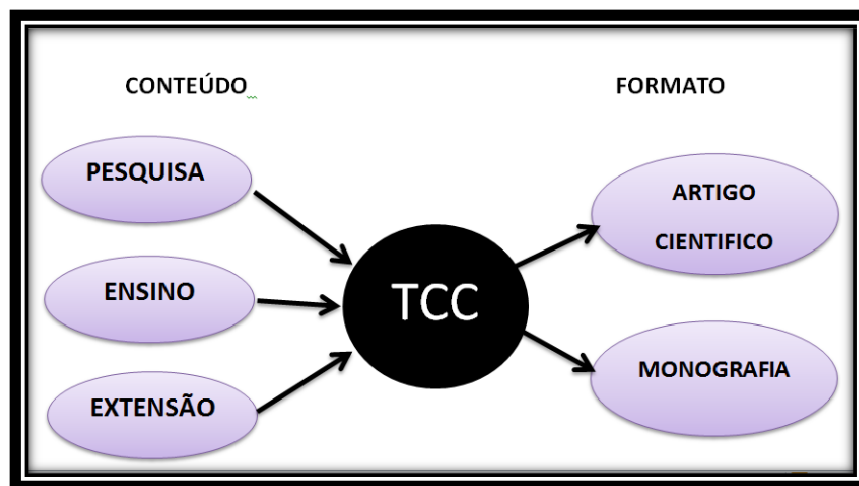 CONTEÚDO
FORMATO
PESQUISA
ENSINO
EXTENSÃO
TCC
ARTIGO
CIENTIFICO
MONOGRAFIA